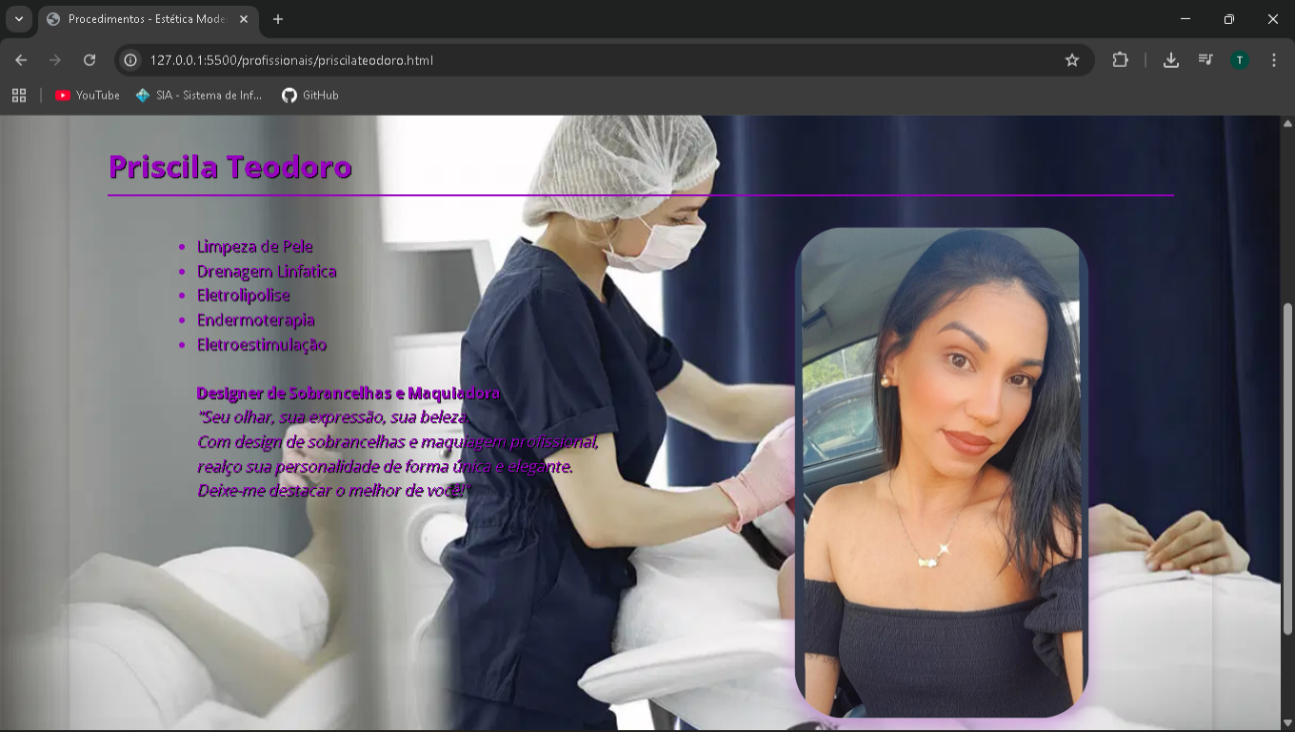 Procedimentos - Estética Mode
127.0.0.1:5500/profissionais/priscilateodoro.html
T
YouTube
SIA - Sistema de Inf...
GitHub
Priscila Teodoro
Limpeza de Pele
Drenagem Linfatica
Eletrolipolise
Endermoterapia
Eletroestimulação
Designer de Sobrancelhas e Maquiadora
"Seu olhar, sua expressão, sua beleza.
Com design de sobrancelhas e maquiagem profissional,
realço sua personalidade de forma única e elegante.
Deixe-me destacar o melhor de você!"